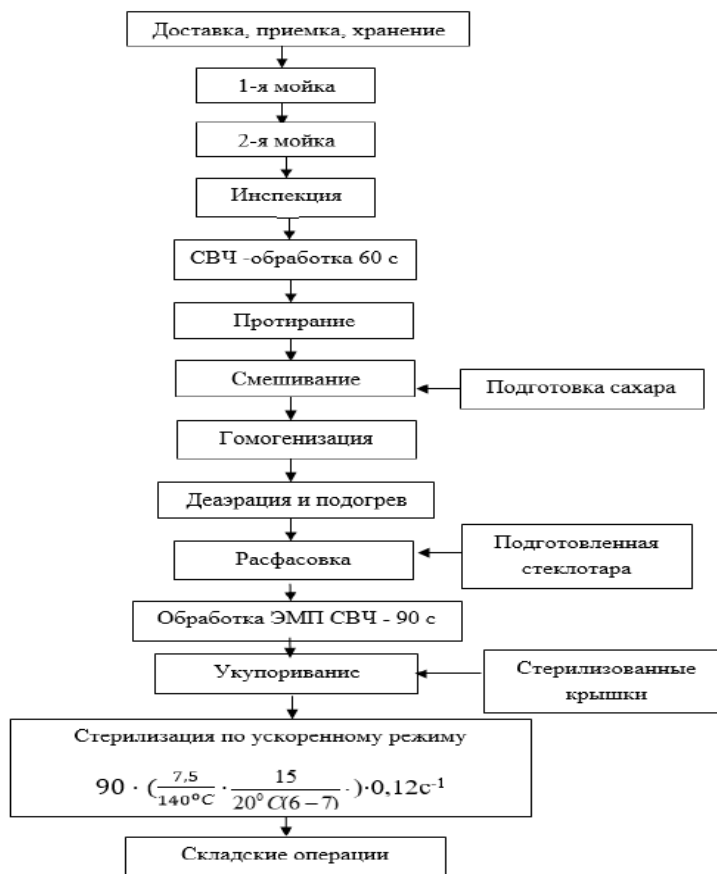 Доставка, приемка, хранение
1-я мойка
2-я мойка
Инспекция
СВЧ -обработка 60 с
Протирание
Смешивание
Подготовка сахара
Гомогенизация
Деаэрация и подогрев
Расфасовка
Подготовленная
стеклотара
Обработка ЭМП СВЧ - 90 с
Укупоривание
Стерилизованные
крышки
Стерилизация по ускоренному режиму
90 · (7,5/140°C · 15/20⁰C(6−7) ·)·0,12с⁻¹
Складские операции